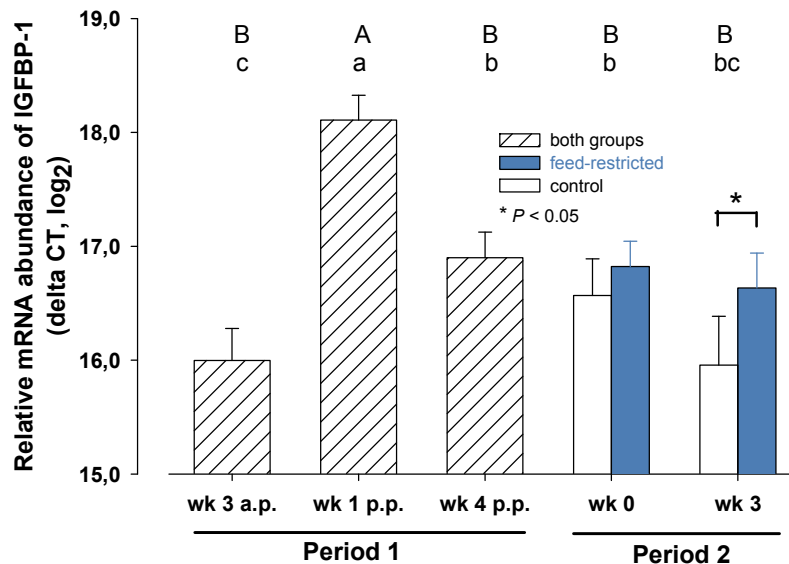 Relative mRNA abundance of IGFBP-1
(delta CT, log2)
19,0
18,0
17,0
16,0
15,0
B A B B B
c a b b bc
both groups
feed-restricted
control
* P < 0.05
*
wk 3 a.p. wk 1 p.p. wk 4 p.p. wk 0 wk 3
Period 1 Period 2